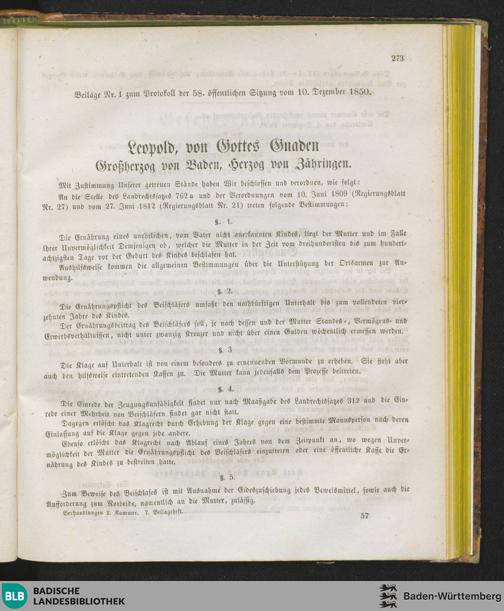 273
Beilage Nr. 1 zum Protokoll der 58. öffentlichen Sitzung vom 10. Dezember 1850.
Leopold, von Gottes Gnaden
Großherzog von Baden, Herzog von Zähringen.
Mit Zustimmung Unserer getreuen Stände haben Wir beschlossen und verordnen, wie folgt:
An die Stelle des Landrechtsatzes 762 a und der Verordnungen vom 10. Juni 1809 (Regierungsblatt
Nr. 27) und vom 27. Juni 1812 (Regierungsblatt Nr. 21) treten folgende Bestimmungen:
§. 1.
Die Ernährung eines unehelichen, vom Vater nicht anerkannten Kindes, liegt der Mutter und im Falle
ihrer Unvermöglichkeit Demjenigen ob, welcher die Mutter in der Zeit vom dreihundertsten bis zum hundert-
achtzigsten Tage vor der Geburt des Kindes beschlafen hat.
Aushilfsweise kommen die allgemeinen Bestimmungen über die Unterstützung der Ortsarmen zur An-
wendung.
§. 2.
Die Ernährungspflicht des Beischläfers umfaßt den nothdürftigen Unterhalt bis zum vollendeten vier-
zehnten Jahre des Kindes.
Der Ernährungsbeitrag des Beischläfers soll, je nach dessen und der Mutter Standes-, Vermögens- und
Erwerbsverhältnissen, nicht unter zwanzig Kreuzer und nicht über einen Gulden wöchentlich ermessen werden.
§. 3
Die Klage auf Unterhalt ist von einem besonders zu ernennenden Vormunde zu erheben. Sie steht aber
auch den hilfsweise eintretenden Kassen zu. Die Mutter kann jedenfalls dem Prozesse beitreten.
§. 4.
Die Einrede der Zeugungsunfähigkeit findet nur nach Maaßgabe des Landrechtsatzes 312 und die Ein-
rede einer Mehrheit von Beischläfern findet gar nicht statt.
Dagegen erlöscht das Klagrecht durch Erhebung der Klage gegen eine bestimmte Mannsperson nach deren
Einlassung auf die Klage gegen jede andere.
Ebenso erlöscht das Klagrecht nach Ablauf eines Jahres von dem Zeitpunkt an, wo wegen Unver-
möglichkeit der Mutter die Ernährungspflicht des Beischläfers einzutreten oder eine öffentliche Kasse die Er-
nährung des Kindes zu bestreiten hatte.
§. 5.
Zum Beweise des Beischlafes ist mit Ausnahme der Eideszuschiebung jedes Beweismittel, sowie auch die
Aufforderung zum Notheide, namentlich an die Mutter, zulässig.
Verhandlungen 2. Kammer. 7. Beilagenheft.
57
BLB BADISCHE
LANDESBIBLIOTHEK
Baden-Württemberg